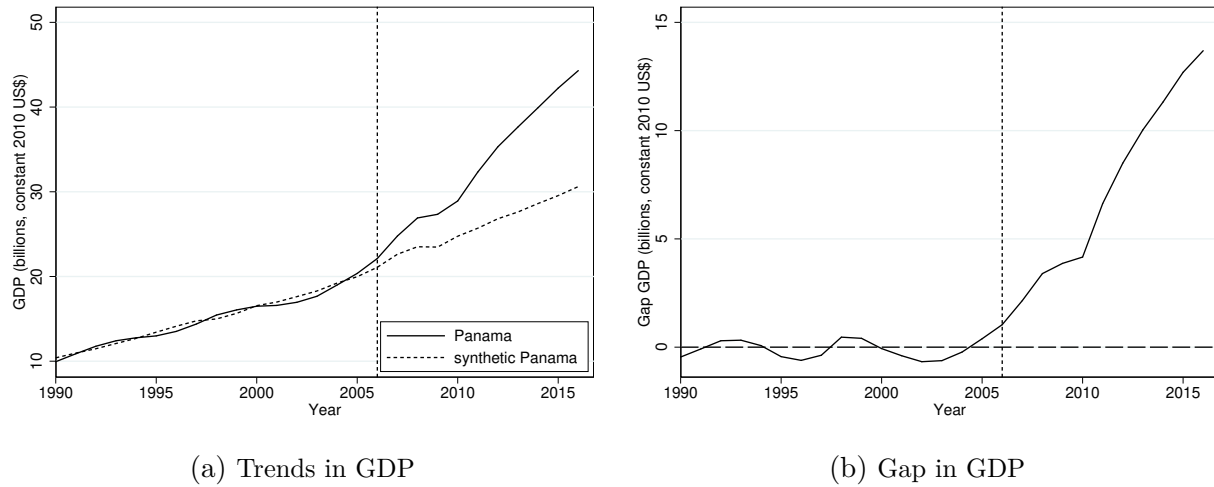 50
40
30
20
10
GDP (billions, constant 2010 US$)
1990 1995 2000 2005 2010 2015
Year
Panama
synthetic Panama
(a) Trends in GDP
15
10
5
0
Gap GDP (billions, constant 2010 US$)
1990 1995 2000 2005 2010 2015
Year
(b) Gap in GDP